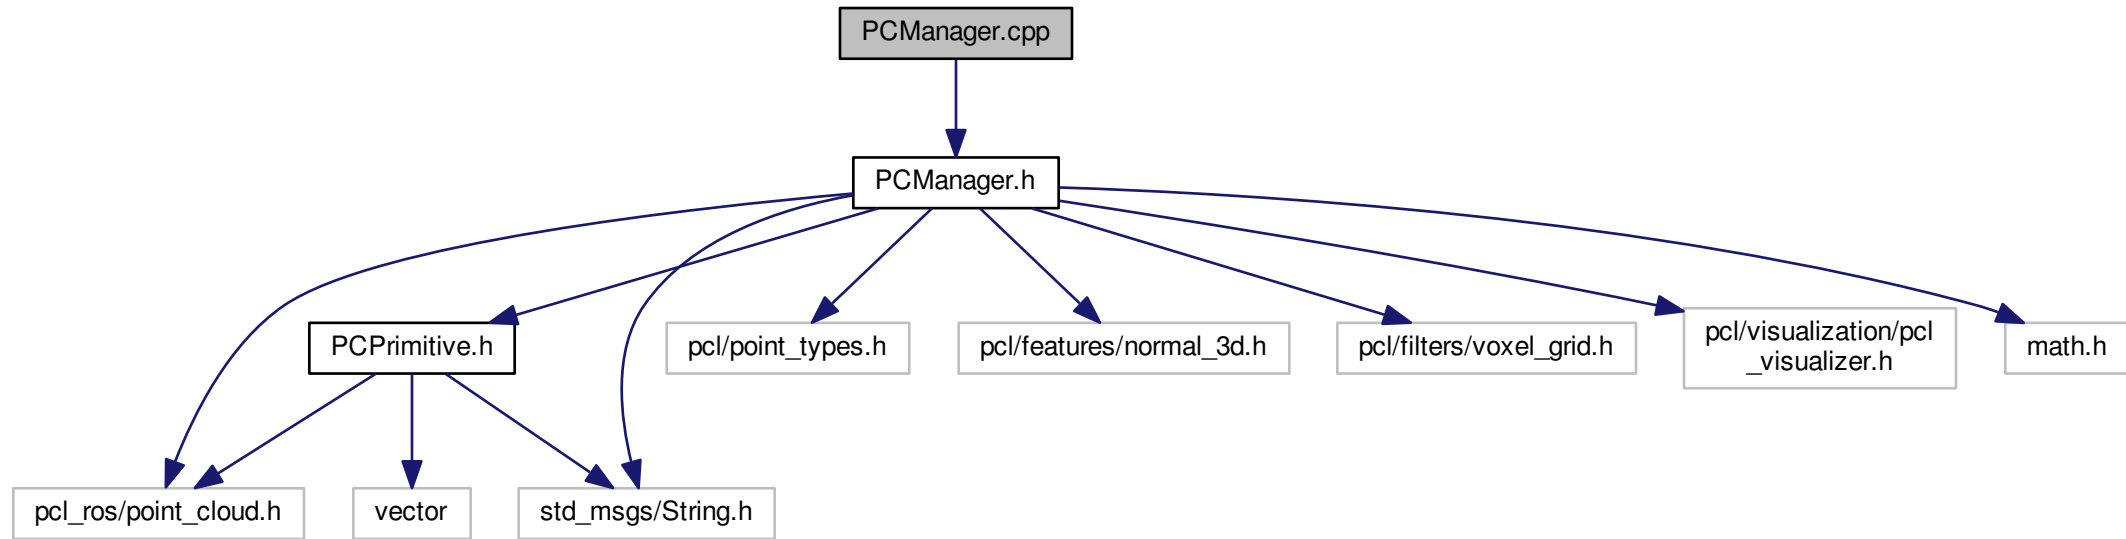 PCManager.cpp
PCManager.h
PCPrimitive.h
pcl/point_types.h
pcl/features/normal_3d.h
pcl/filters/voxel_grid.h
pcl/visualization/pcl
_visualizer.h
math.h
pcl_ros/point_cloud.h
vector
std_msgs/String.h